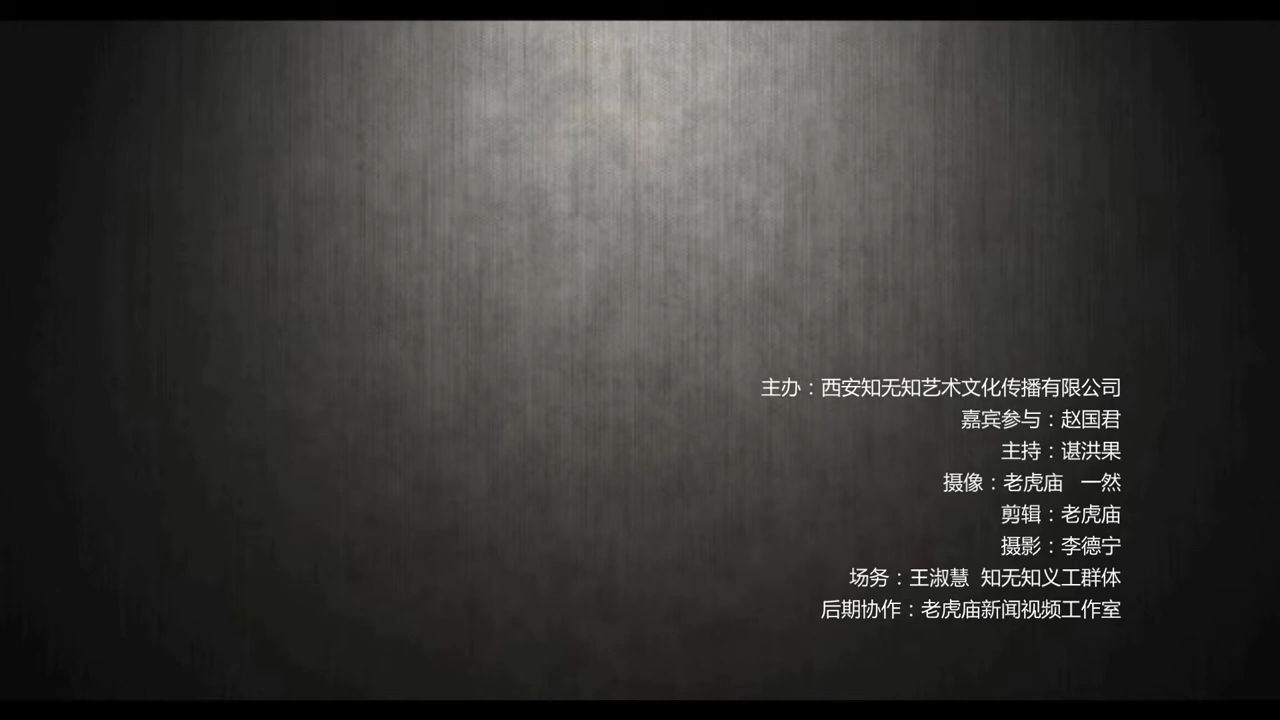 主办：西安知无知艺术文化传播有限公司
嘉宾参与：赵国君
主持：谌洪果
摄像：老虎庙 一然
剪辑：老虎庙
摄影：李德宁
场务：王淑慧 知无知义工群体
后期协作：老虎庙新闻视频工作室